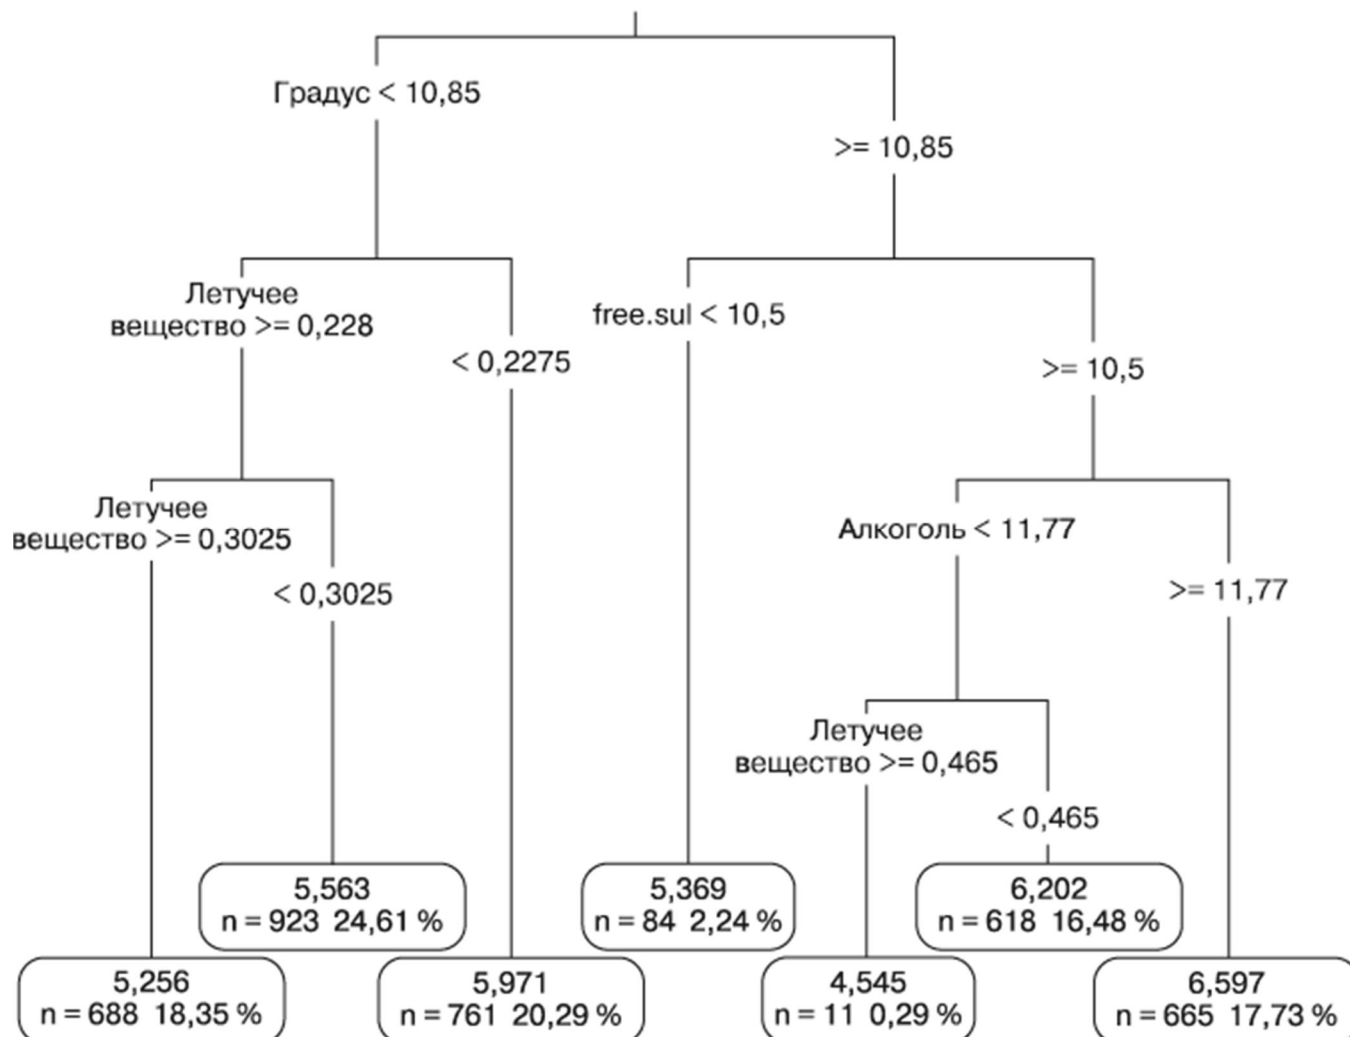 Градус < 10,85
>= 10,85
Летучее
вещество >= 0,228
< 0,2275
free.sul < 10,5
>= 10,5
Летучее
вещество >= 0,3025
< 0,3025
Алкоголь < 11,77
>= 11,77
Летучее
вещество >= 0,465
< 0,465
5,563
n = 923 24,61 %
5,369
n = 84 2,24 %
6,202
n = 618 16,48 %
5,256
n = 688 18,35 %
5,971
n = 761 20,29 %
4,545
n = 11 0,29 %
6,597
n = 665 17,73 %